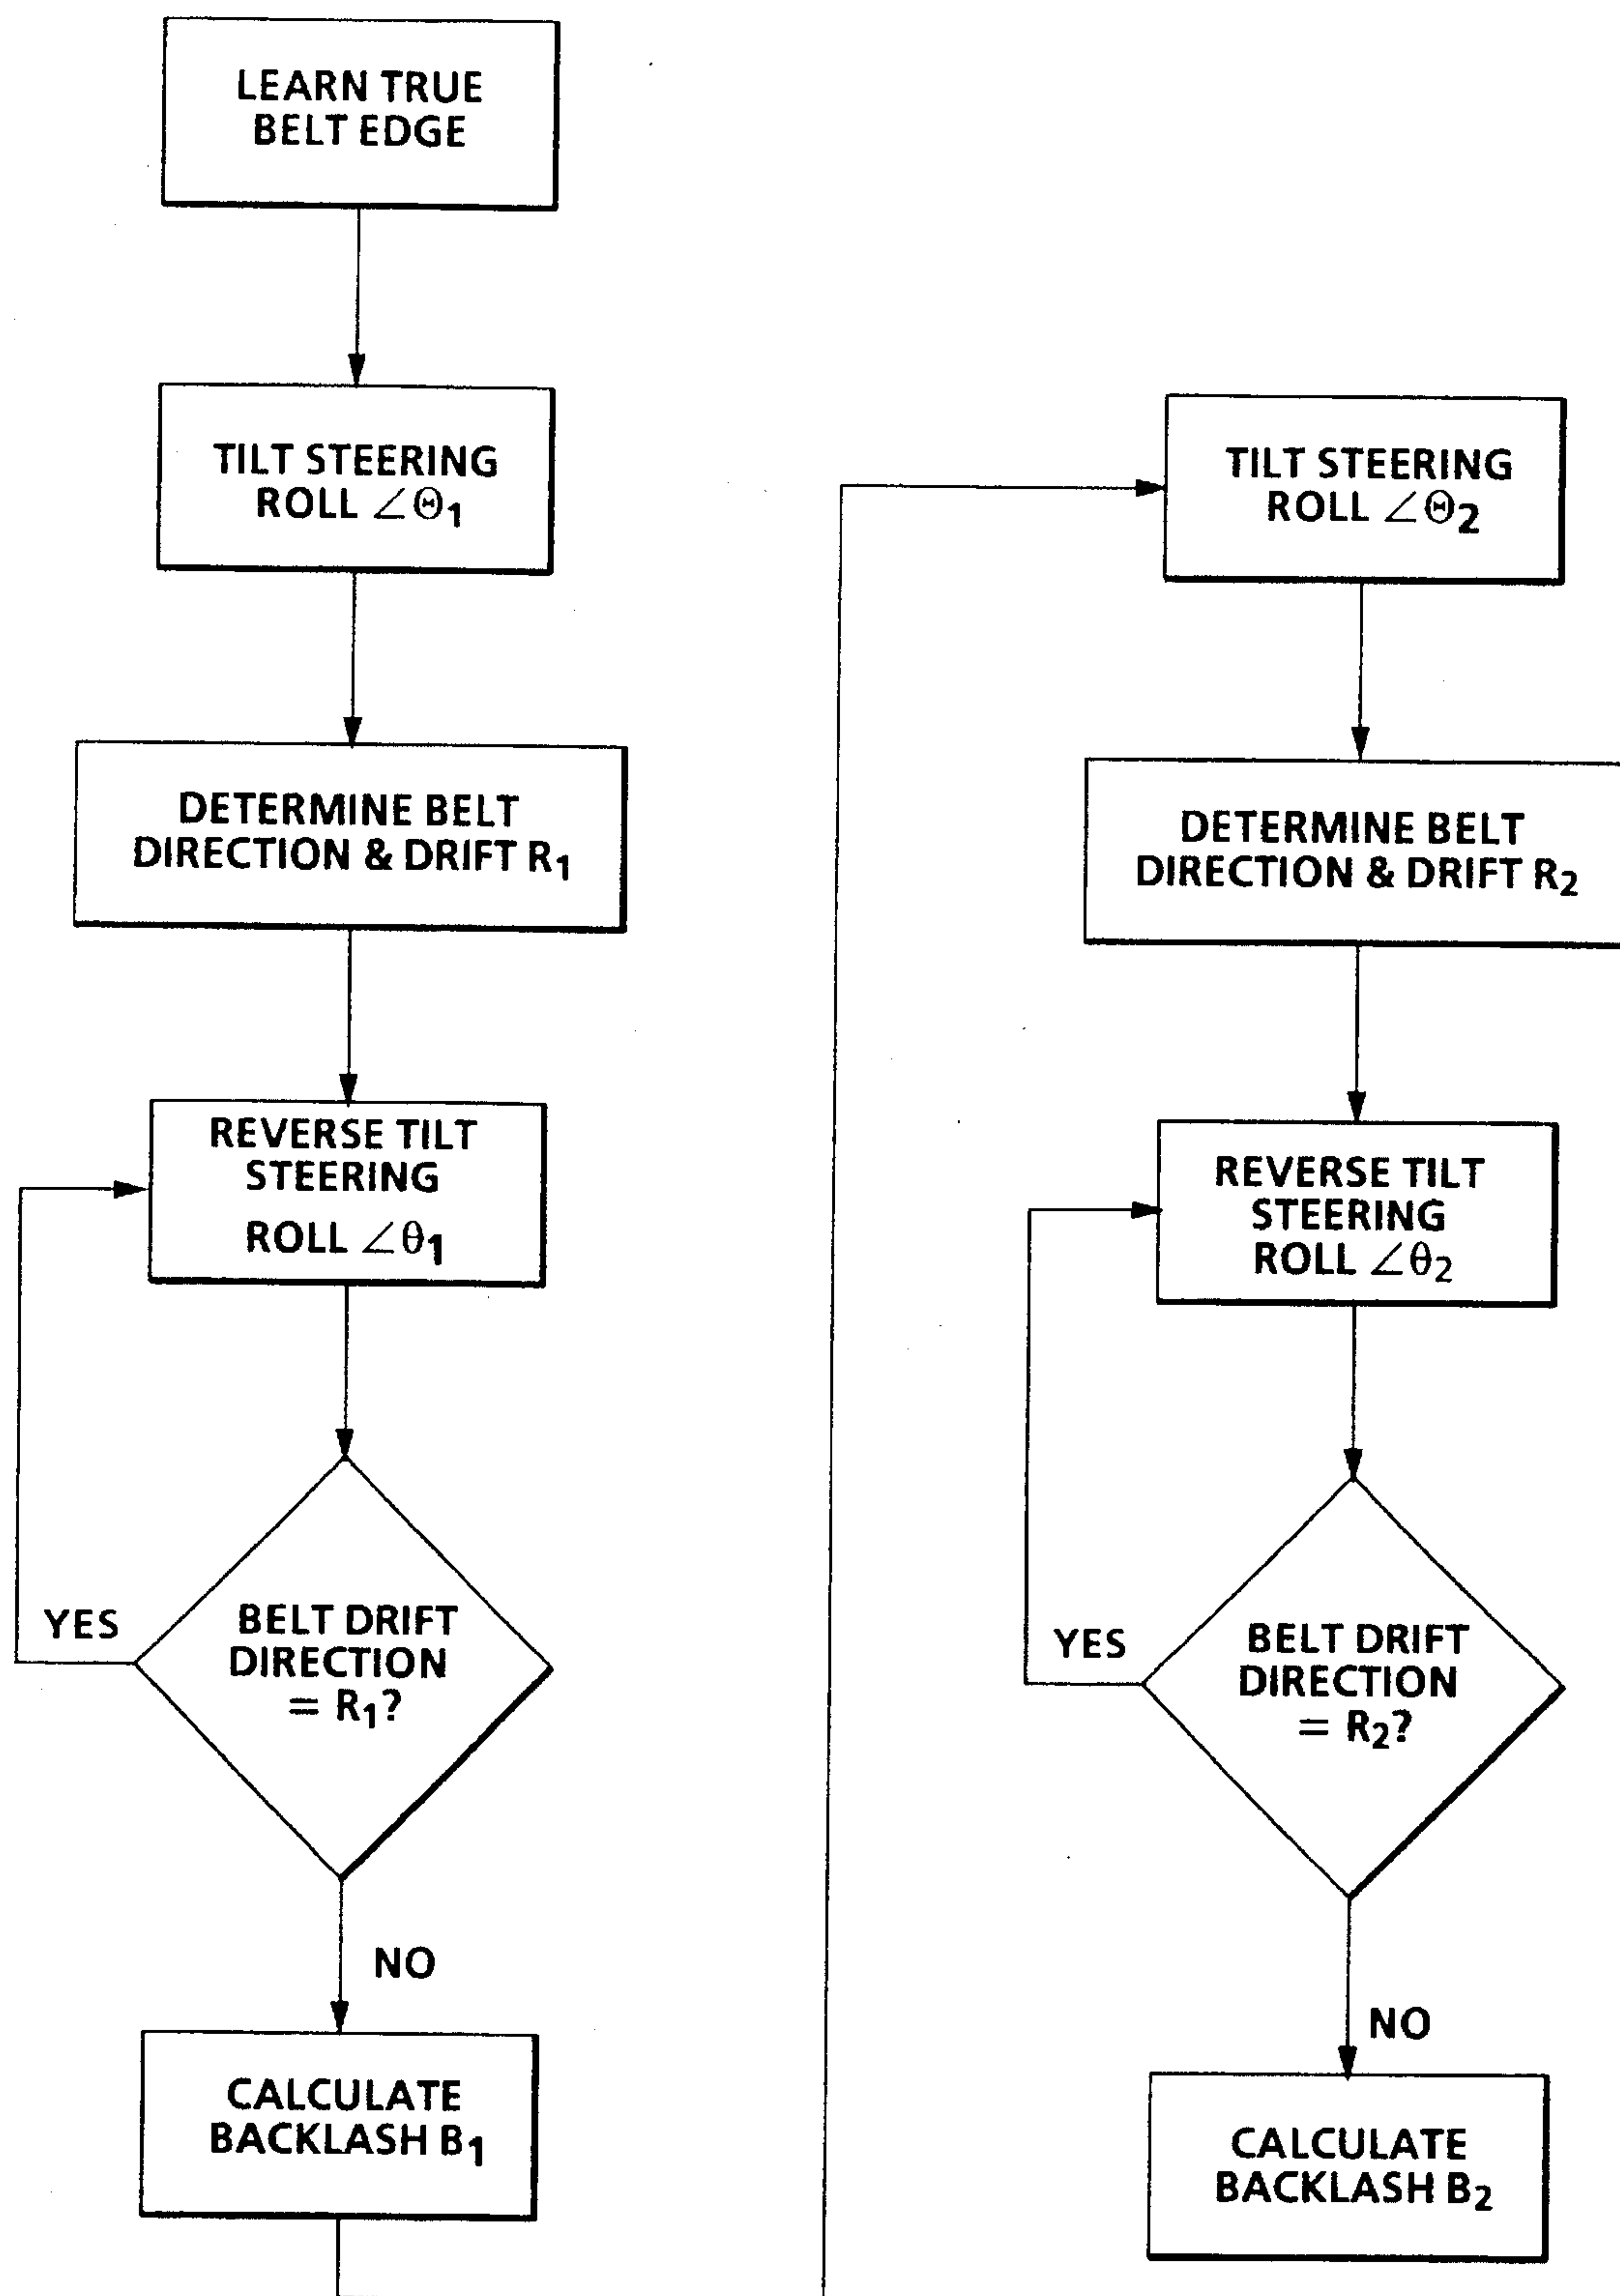 LEARN TRUE
BELT EDGE
TILT STEERING
ROLL ∠Θ1
DETERMINE BELT
DIRECTION & DRIFT R1
REVERSE TILT
STEERING
ROLL ∠θ1
YES
BELT DRIFT
DIRECTION
= R1?
NO
CALCULATE
BACKLASH B1
TILT STEERING
ROLL ∠Θ2
DETERMINE BELT
DIRECTION & DRIFT R2
REVERSE TILT
STEERING
ROLL ∠θ2
YES
BELT DRIFT
DIRECTION
= R2?
NO
CALCULATE
BACKLASH B2